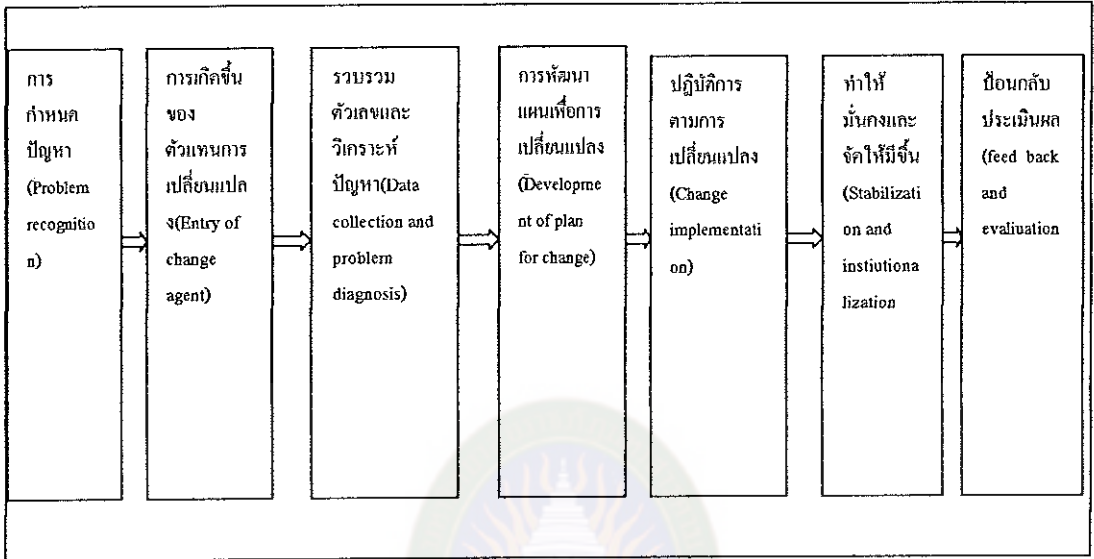 การ
กำหนด
ปัญหา
(Problem
recognitio
n)
การเกิดขึ้น
ของ
ตัวแทนการ
เปลี่ยนแปล
ง(Entry of
change
agent)
รวบรวม
ตัวเลขและ
วิเคราะห์
ปัญหา(Data
collection and
problem
diagnosis)
การพัฒนา
แผนเพื่อการ
เปลี่ยนแปลง
(Developme
nt of plan
for change)
ปฏิบัติการ
ตามการ
เปลี่ยนแปลง
(Change
implementati
on)
ทำให้
มั่นคงและ
จัดให้มีขึ้น
(Stabilizati
on and
instiutiona
lization
ป้อนกลับ
ประเมินผล
(feed back
and
evaliuation)